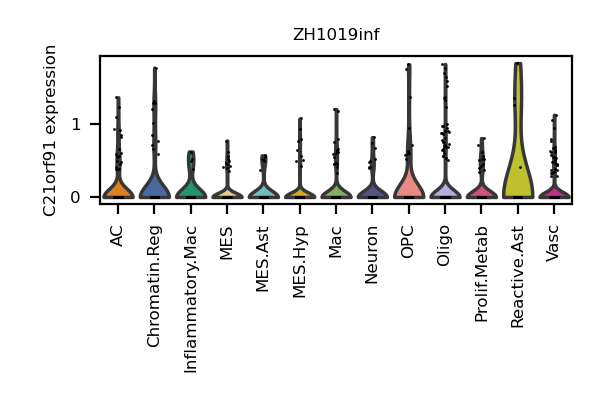 ZH1019inf
C21orf91 expression
1
0
AC
Chromatin.Reg
Inflammatory.Mac
MES
MES.Ast
MES.Hyp
Mac
Neuron
OPC
Oligo
Prolif.Metab
Reactive.Ast
Vasc